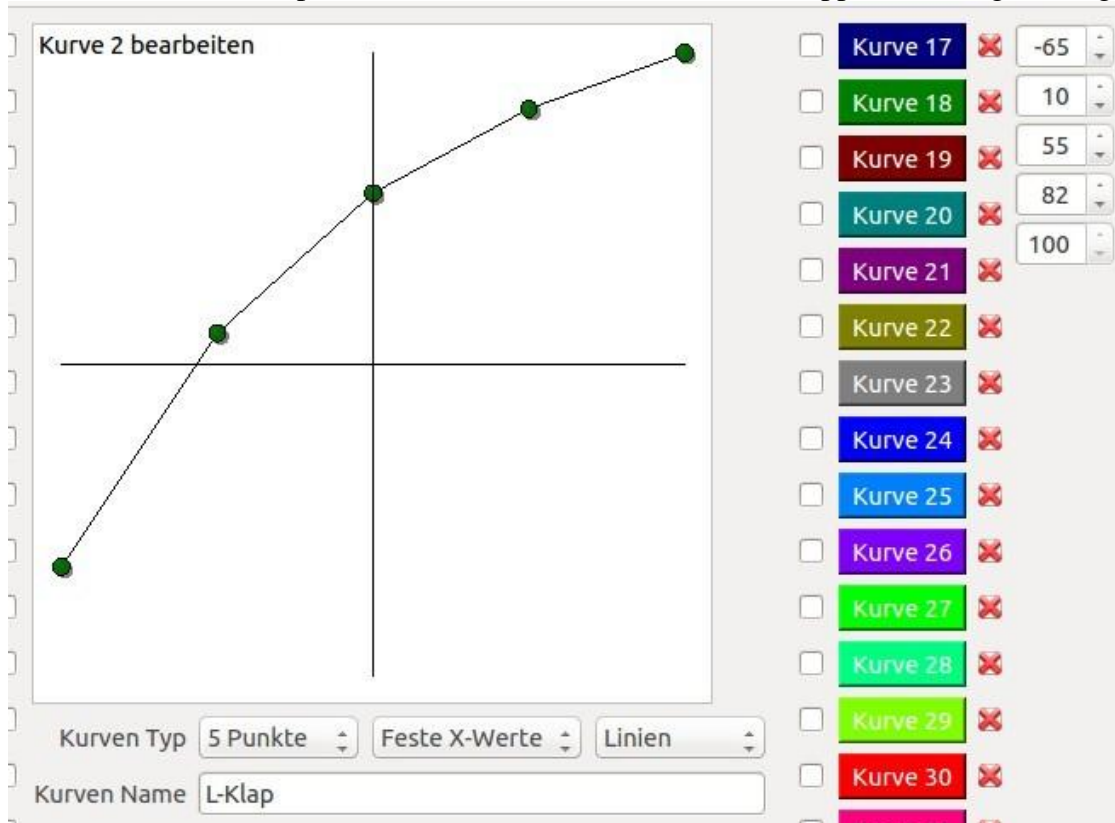 Kurve 2 bearbeiten
Kurve 17
Kurve 18
Kurve 19
Kurve 20
Kurve 21
Kurve 22
Kurve 23
Kurve 24
Kurve 25
Kurve 26
Kurve 27
Kurve 28
Kurve 29
Kurve 30
-65
10
55
82
100
Kurven Typ 5 Punkte Feste X-Werte Linien
Kurven Name L-Klap